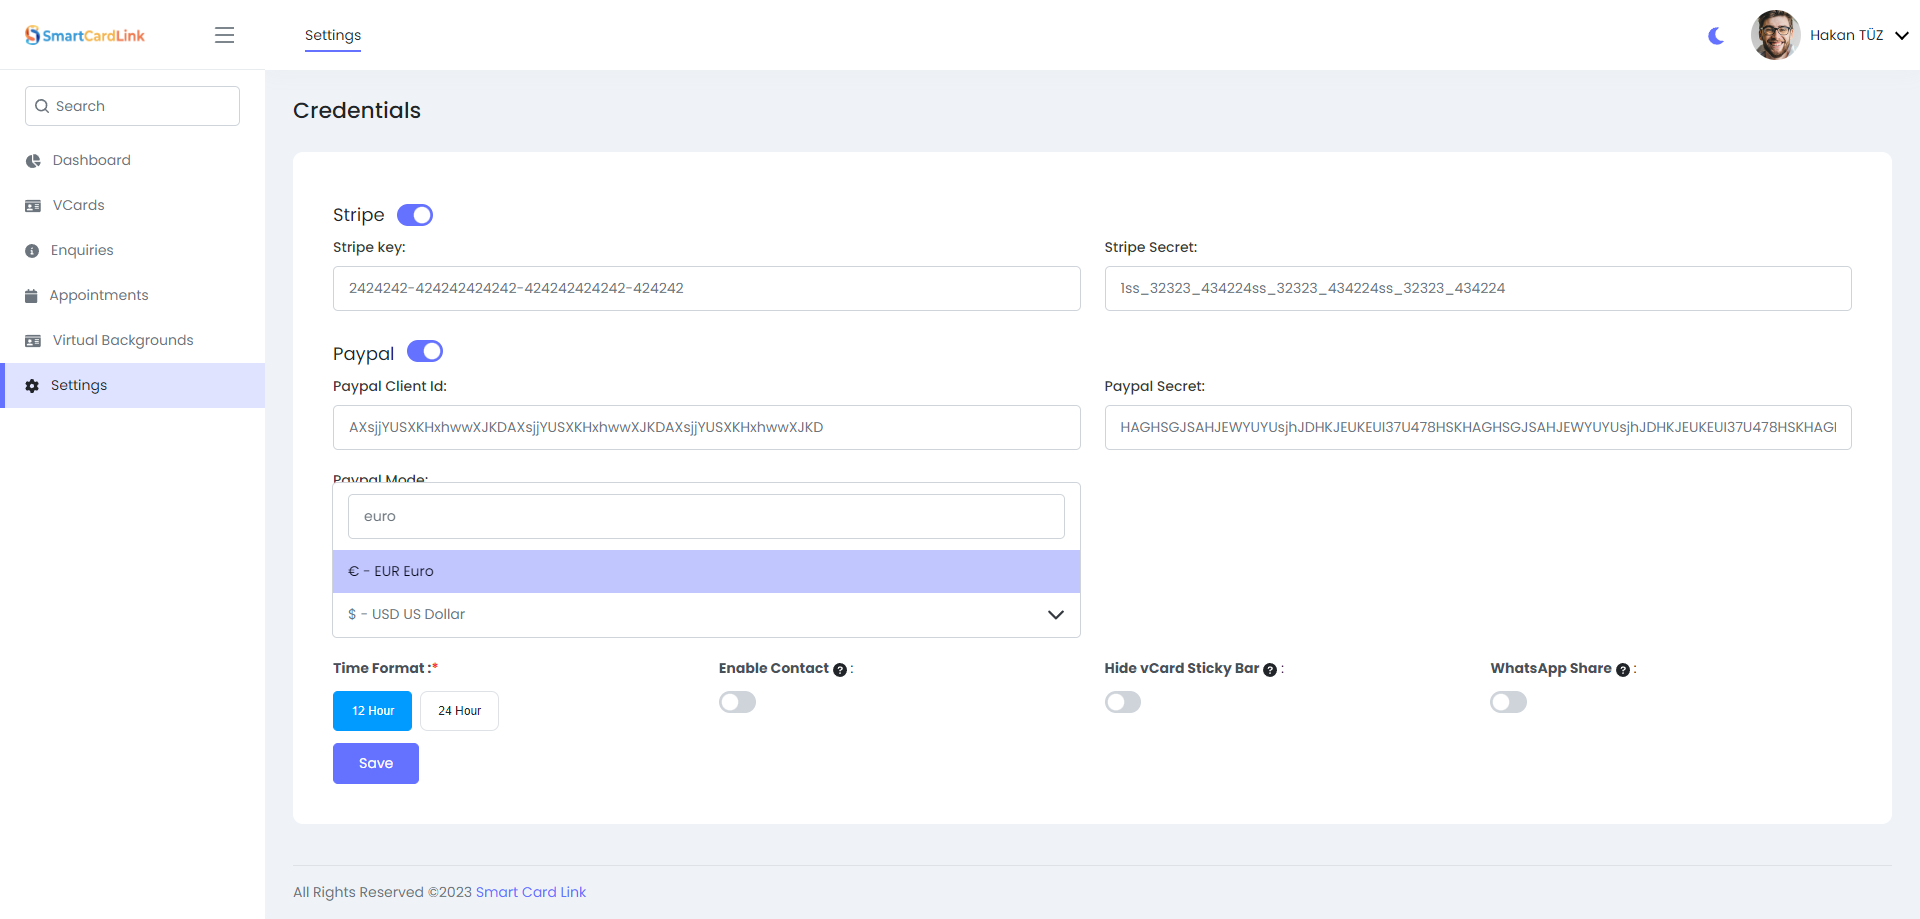 SmartCardLink
Settings
Hakan TÜZ
Search
Dashboard
VCards
Enquiries
Appointments
Virtual Backgrounds
Settings
Credentials
Stripe
Stripe key:
Stripe Secret:
2424242-424242424242-424242424242-424242
1ss_32323_434224ss_32323_434224ss_32323_434224
Paypal
Paypal Client Id:
Paypal Secret:
AXsjjYUSXKHxhwwXJKDAXsjjYUSXKHxhwwXJKDAXsjjYUSXKHxhwwXJKD
HAGHSGJSAHJEWYUYUsjhJDHKJEUKEUI37U478HSKHAGHSGJSAHJEWYUYUsjhJDHKJEUKEUI37U478HSKHAG
Paypal Mode:
euro
€ - EUR Euro
$ - USD US Dollar
Time Format :*
Enable Contact ? :
Hide vCard Sticky Bar ? :
WhatsApp Share ? :
12 Hour
24 Hour
Save
All Rights Reserved ©2023 Smart Card Link